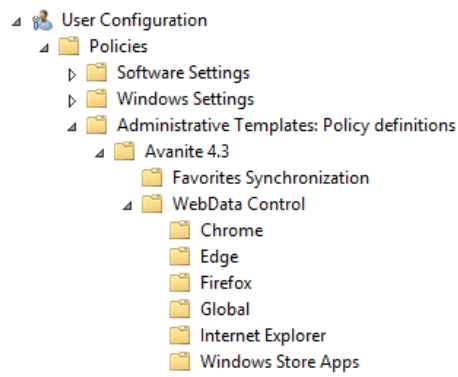 User Configuration
Policies
Software Settings
Windows Settings
Administrative Templates: Policy definitions
Avanite 4.3
Favorites Synchronization
WebData Control
Chrome
Edge
Firefox
Global
Internet Explorer
Windows Store Apps